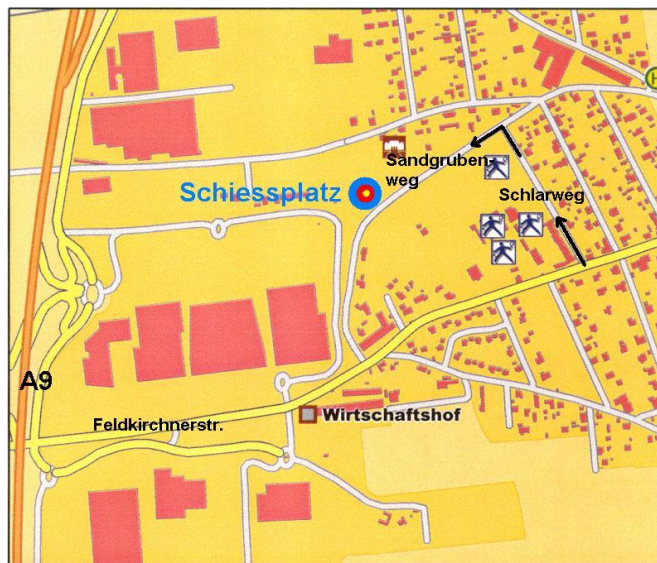 H
Sandgruben-
weg
Schiessplatz
Schlarweg
A9
Wirtschaftshof
Feldkirchnerstr.